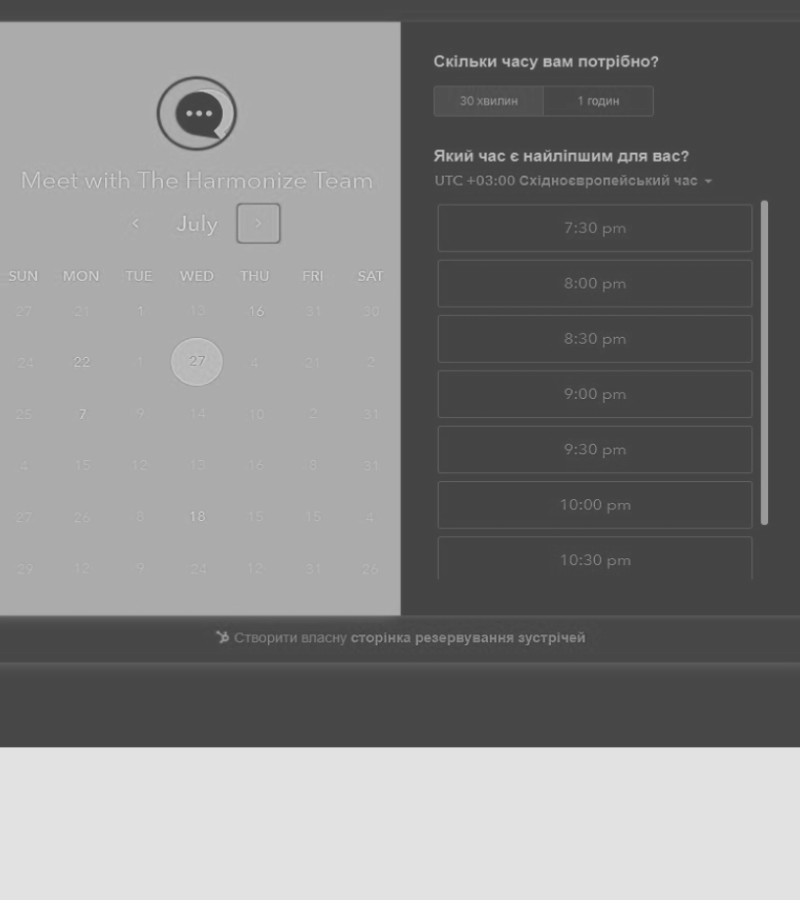 Meet with The Harmonize Team
July
SUN MON TUE WED THU FRI SAT
27 21 1 13 16 31 30
24 22 1 27 4 21 2
25 7 9 14 10 2 31
4 15 12 13 16 8 31
27 26 8 18 15 15 4
29 12 9 24 12 31 26
Скільки часу вам потрібно?
30 хвилин 1 годин
Який час є найліпшим для вас?
UTC +03:00 Східноєвропейський час
7:30 pm
8:00 pm
8:30 pm
9:00 pm
9:30 pm
10:00 pm
10:30 pm
Створити власну сторінка резервування зустрічей